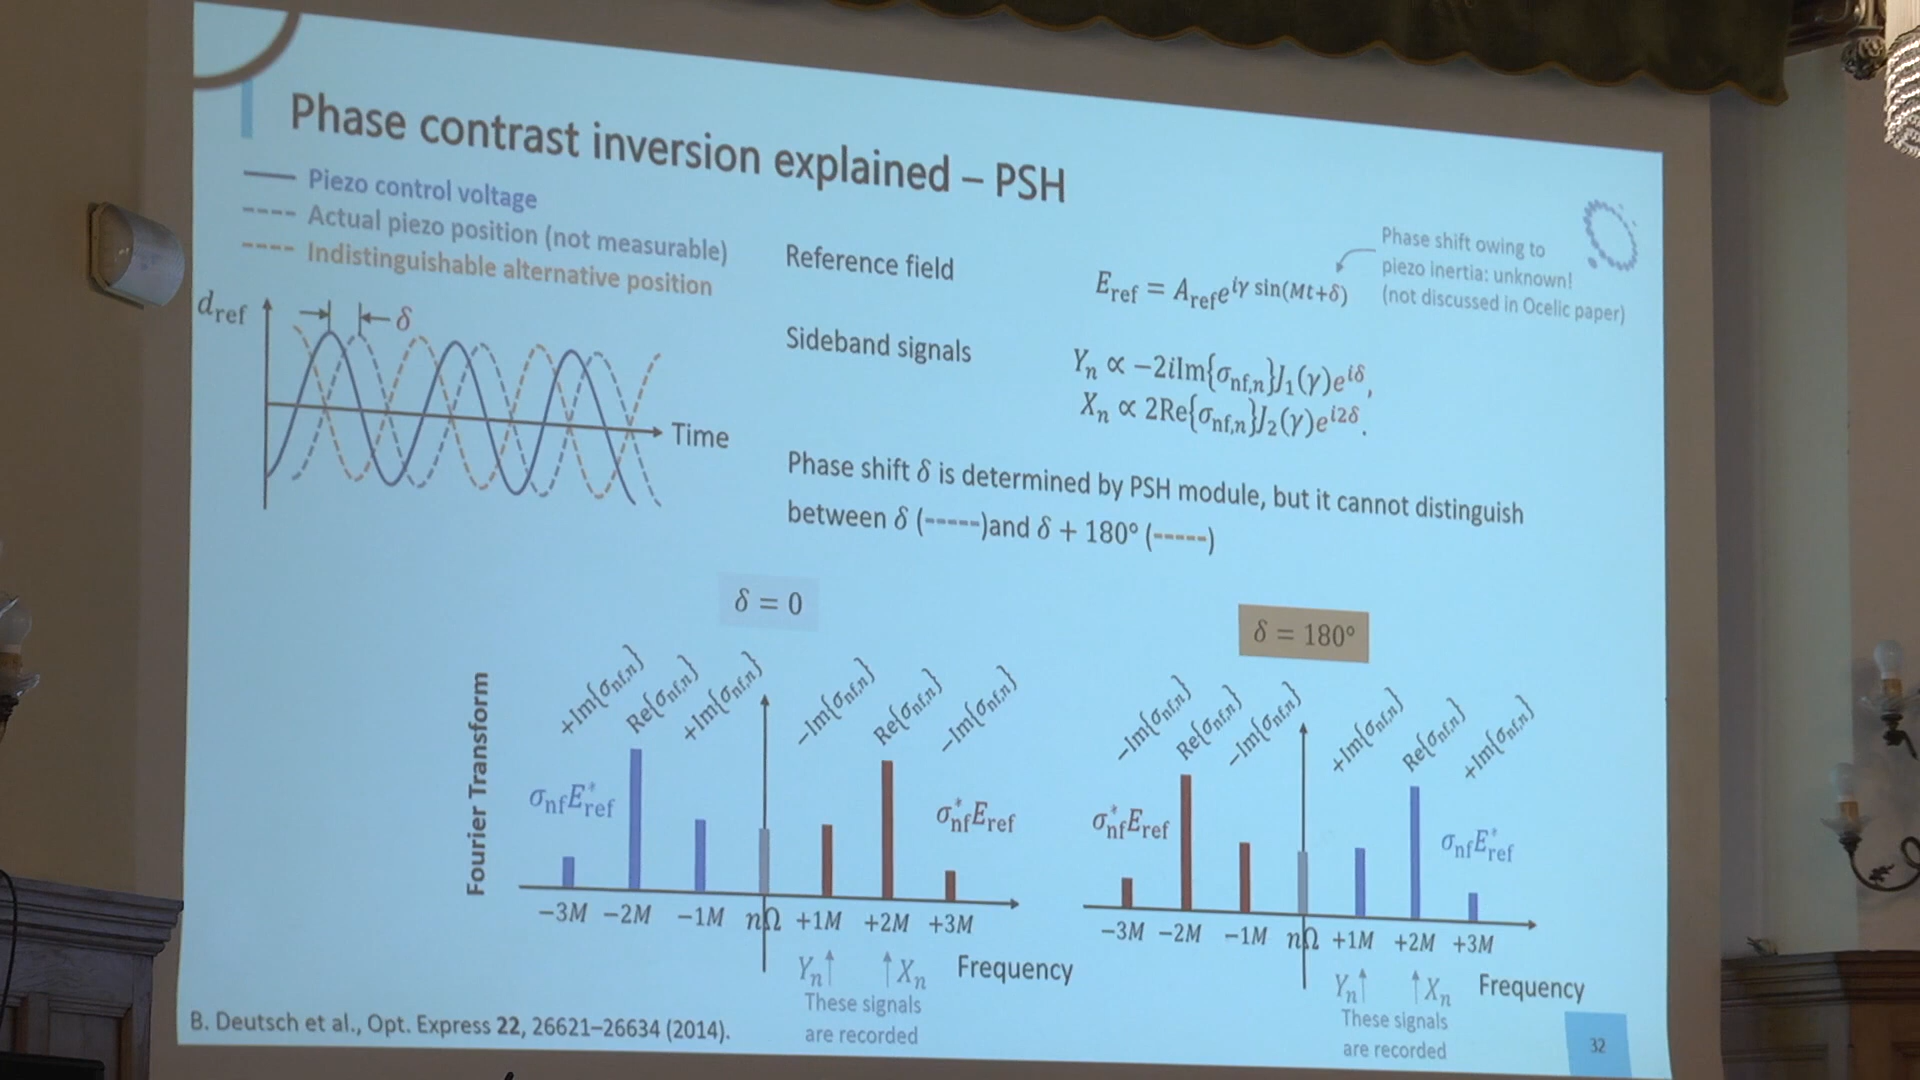 Phase contrast inversion explained – PSH
Piezo control voltage
Actual piezo position (not measurable)
Indistinguishable alternative position
d_ref
δ
Time
Reference field
E_ref = A_ref e^{iγ sin(Mt+δ)}
Phase shift owing to
piezo inertia: unknown!
(not discussed in Ocelic paper)
Sideband signals
Y_n ∝ −2iIm{σ_nf,n}J_1(γ)e^{iδ},
X_n ∝ 2Re{σ_nf,n}J_2(γ)e^{i2δ}.
Phase shift δ is determined by PSH module, but it cannot distinguish
between δ (-----)and δ + 180° (-----)
δ = 0
Fourier Transform
+Im{σ_nf,n} Re{σ_nf,n} +Im{σ_nf,n} −Im{σ_nf,n} Re{σ_nf,n} −Im{σ_nf,n}
σ_nf E*_ref
σ*_nf E_ref
−3M −2M −1M nΩ +1M +2M +3M
Y_n↑ ↑X_n Frequency
These signals
are recorded
δ = 180°
−Im{σ_nf,n} Re{σ_nf,n} −Im{σ_nf,n} +Im{σ_nf,n} Re{σ_nf,n} +Im{σ_nf,n}
σ*_nf E_ref
σ_nf E*_ref
−3M −2M −1M nΩ +1M +2M +3M
Y_n↑ ↑X_n Frequency
These signals
are recorded
B. Deutsch et al., Opt. Express 22, 26621–26634 (2014).
32